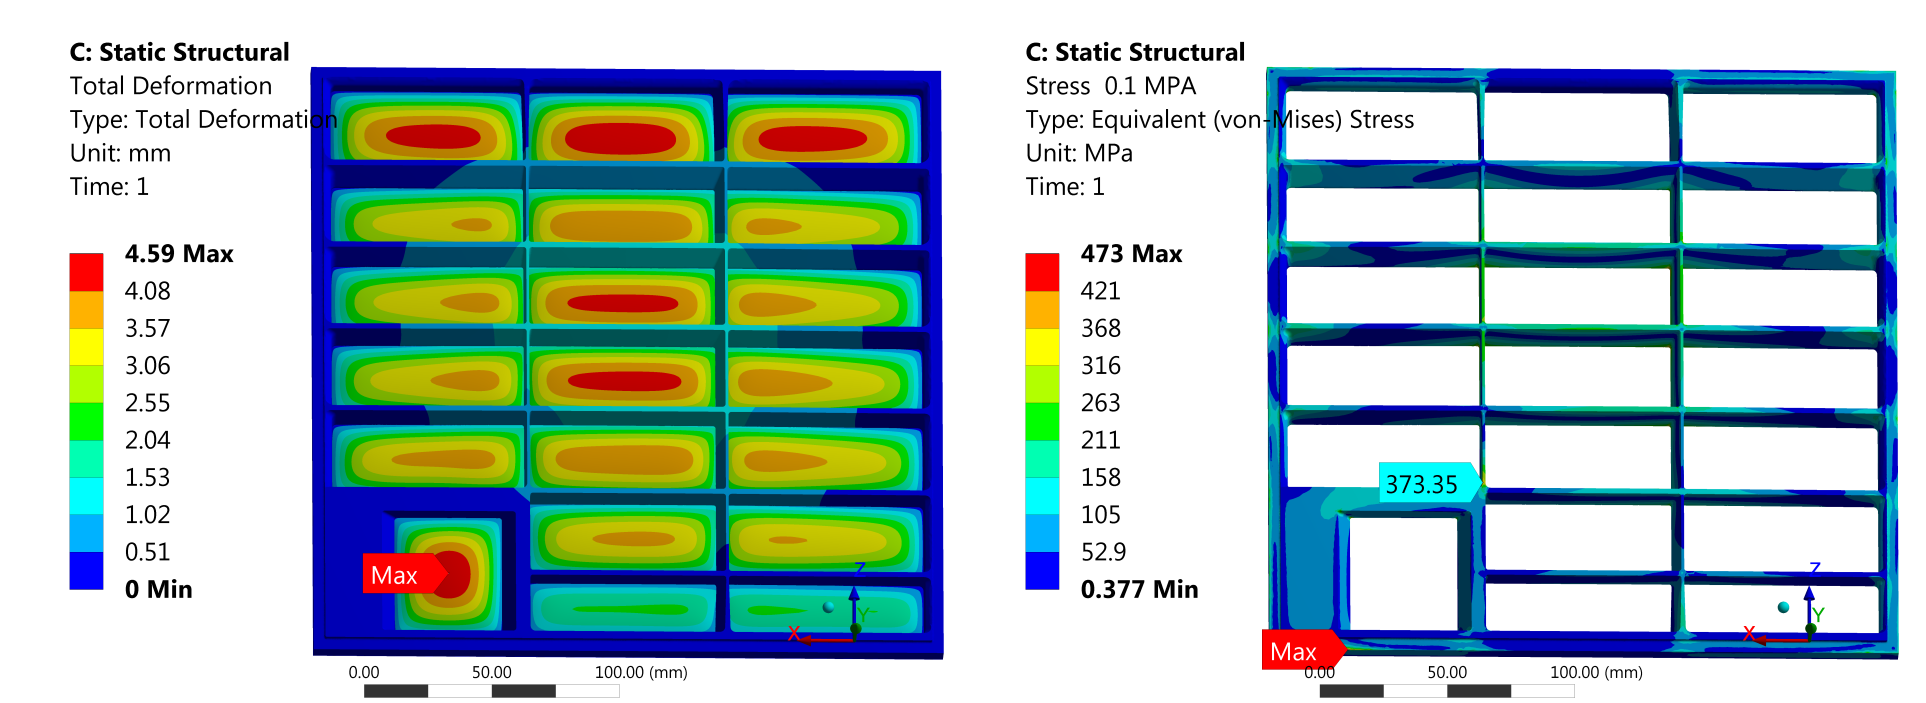 C: Static Structural
Total Deformation
Type: Total Deformation
Unit: mm
Time: 1
4.59 Max
4.08
3.57
3.06
2.55
2.04
1.53
1.02
0.51
0 Min
Max
Z
Y
X
0.00 50.00 100.00 (mm)
C: Static Structural
Stress 0.1 MPA
Type: Equivalent (von-Mises) Stress
Unit: MPa
Time: 1
473 Max
421
368
316
263
211
158
105
52.9
0.377 Min
373.35
Max
Z
Y
X
0.00 50.00 100.00 (mm)